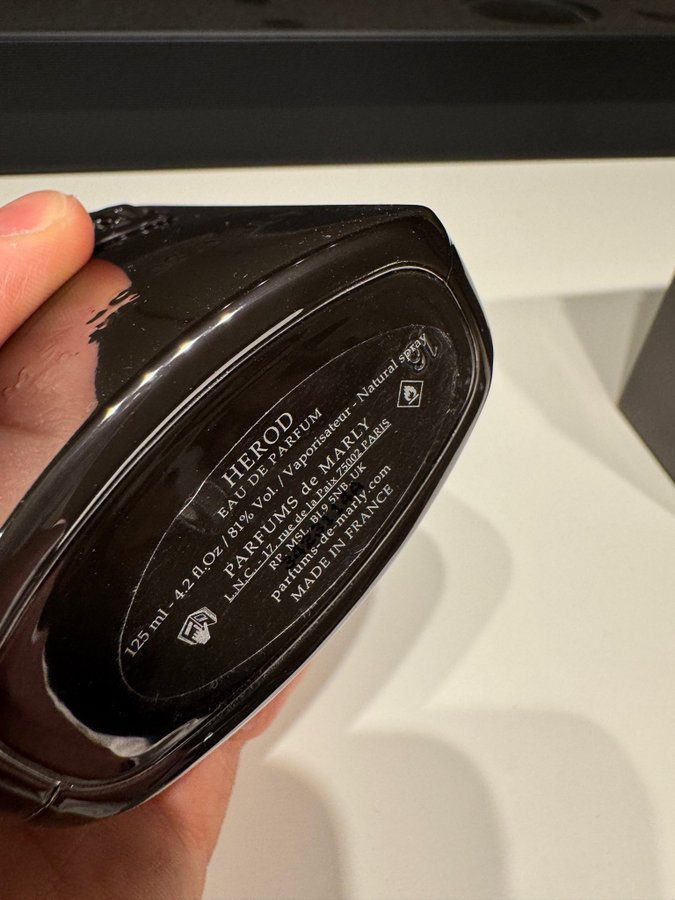 HEROD
EAU DE PARFUM
125 ml - 4.2 fl.Oz / 81% Vol. / Vaporisateur - Natural spray
PARFUMS de MARLY
L.N.C. - 17, rue de la Paix 75002 PARIS
RP. MSL, BL9 5NB, UK
parfums-de-marly.com
MADE IN FRANCE